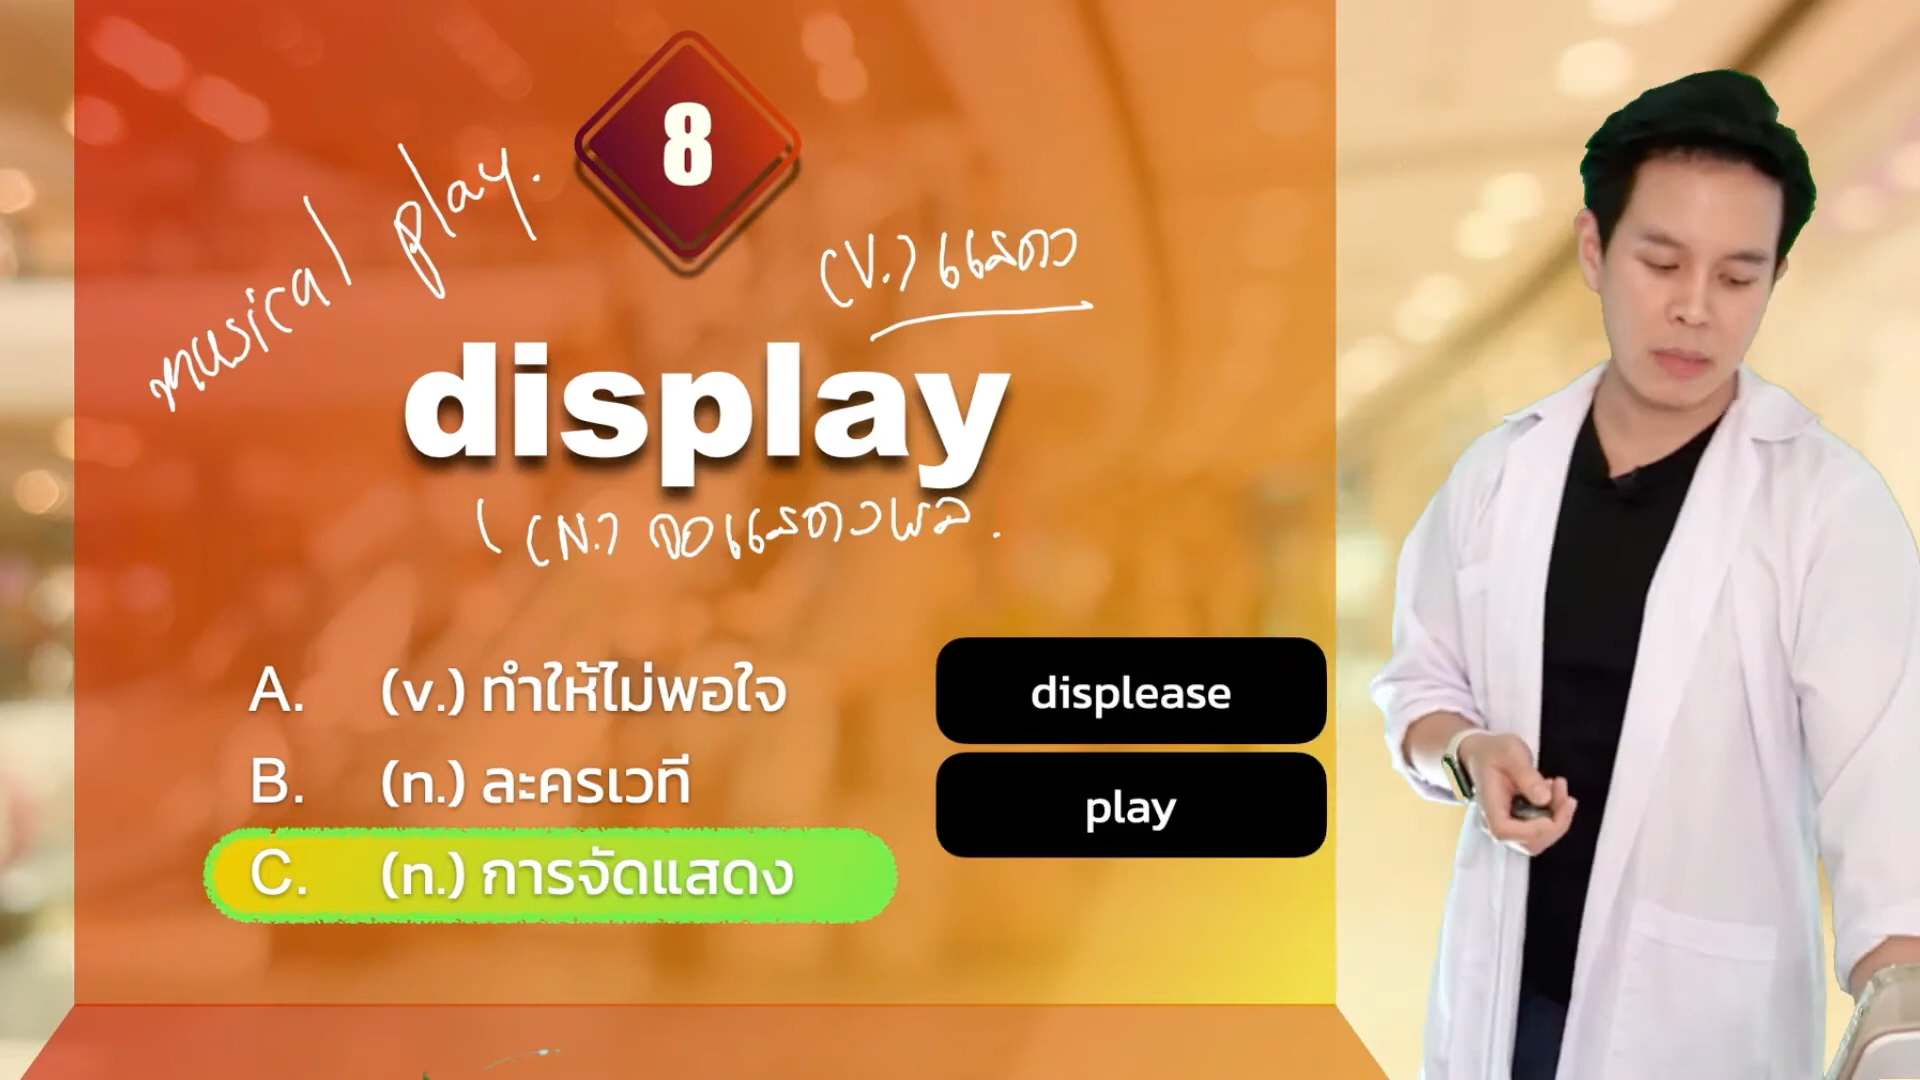 8
musical play.
(V.) แสดง
display
(N.) จอแสดงผล.
A. (v.) ทำให้ไม่พอใจ
displease
B. (n.) ละครเวที
play
C. (n.) การจัดแสดง